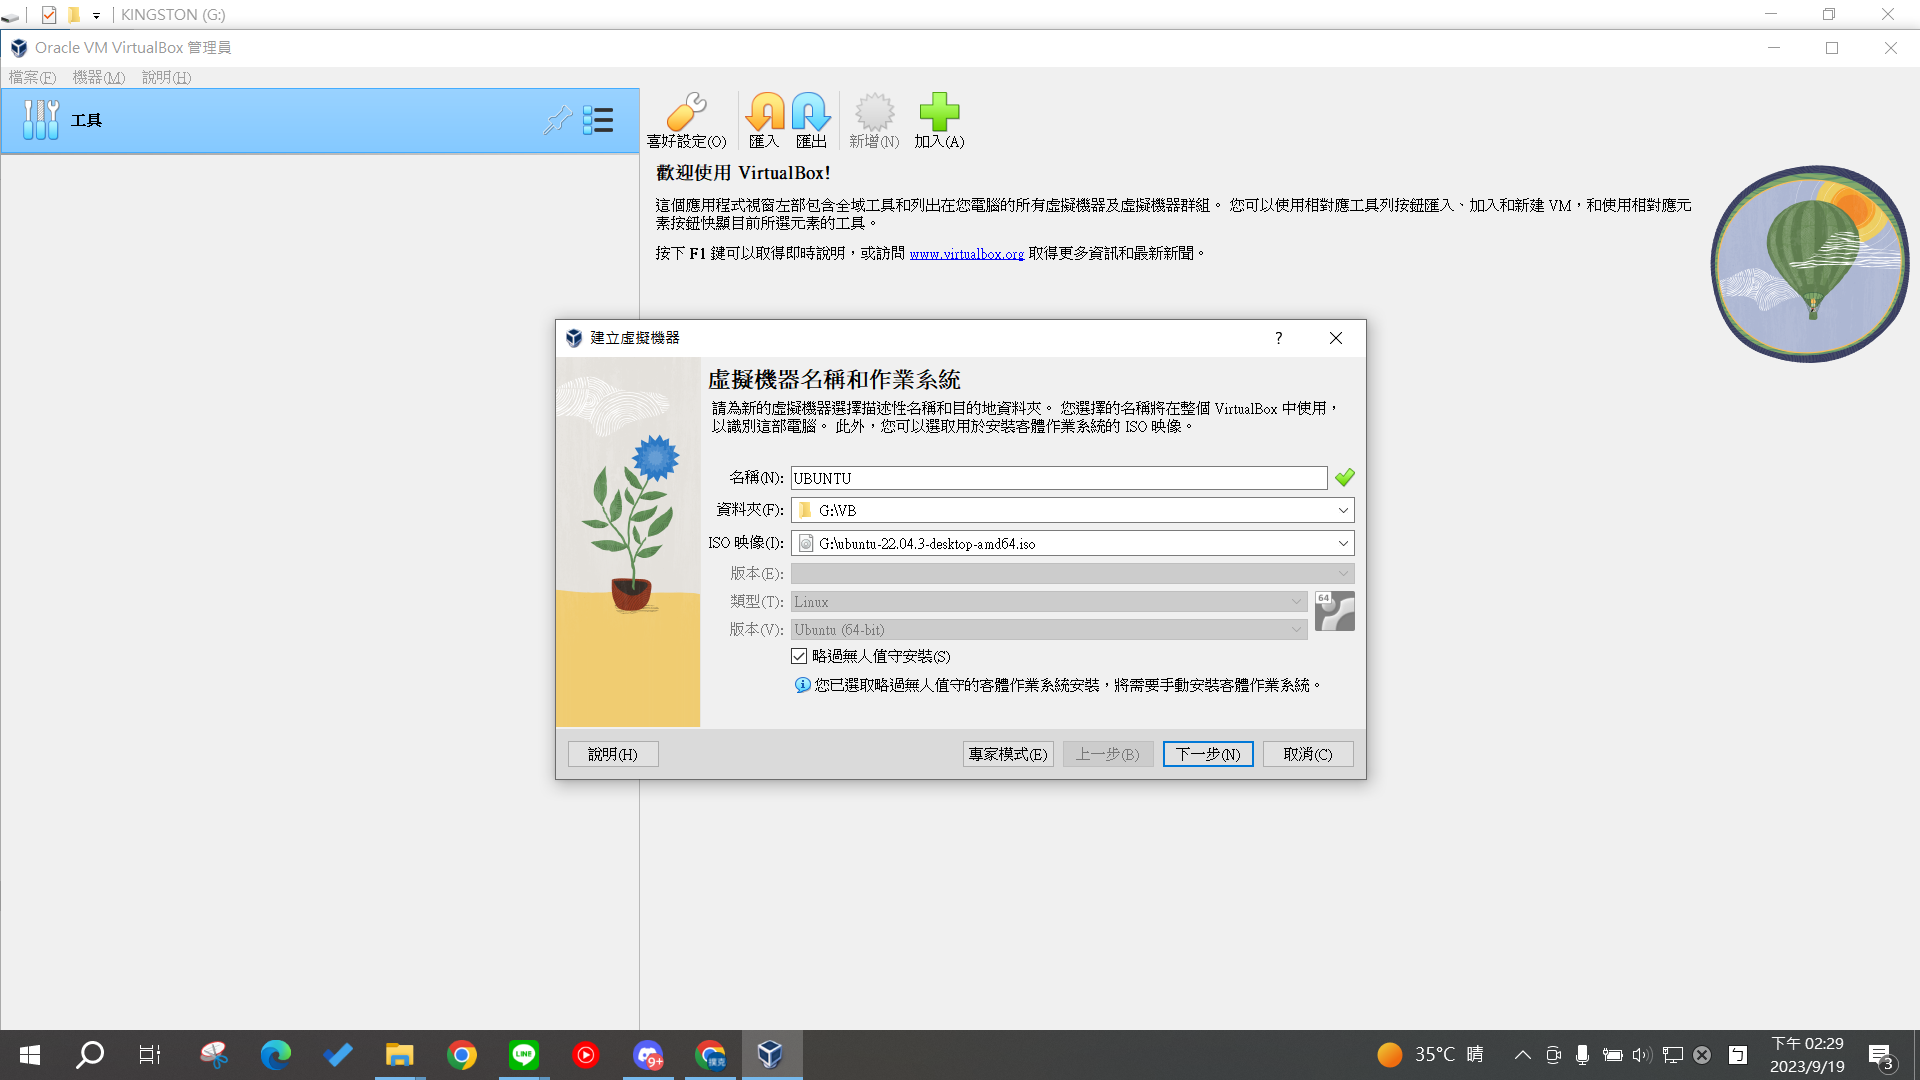 KINGSTON (G:)
Oracle VM VirtualBox 管理員
檔案(F) 機器(M) 說明(H)
工具
喜好設定(O) 匯入 匯出 新增(N) 加入(A)
歡迎使用 VirtualBox!
這個應用程式視窗左部包含全域工具和列出在您電腦的所有虛擬機器及虛擬機器群組。 您可以使用相對應工具列按鈕匯入、加入和新建 VM，和使用相對應元
素按鈕快顯目前所選元素的工具。
按下 F1 鍵可以取得即時說明，或訪問 www.virtualbox.org 取得更多資訊和最新新聞。
建立虛擬機器
?
虛擬機器名稱和作業系統
請為新的虛擬機器選擇描述性名稱和目的地資料夾。 您選擇的名稱將在整個 VirtualBox 中使用，
以識別這部電腦。 此外，您可以選取用於安裝客體作業系統的 ISO 映像。
名稱(N): UBUNTU
資料夾(F): G:\VB
ISO 映像(I): G:\ubuntu-22.04.3-desktop-amd64.iso
版本(E):
類型(T): Linux
64
版本(V): Ubuntu (64-bit)
略過無人值守安裝(S)
您已選取略過無人值守的客體作業系統安裝，將需要手動安裝客體作業系統。
說明(H) 專家模式(E) 上一步(B) 下一步(N) 取消(C)
LINE
9+
撲克
35°C 晴
下午 02:29
2023/9/19
3